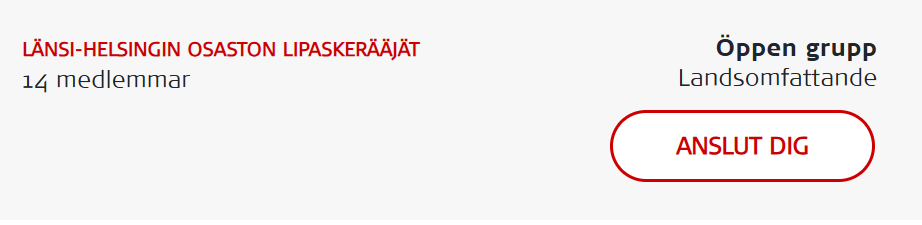 LÄNSI-HELSINGIN OSASTON LIPASKERÄÄJÄT
14 medlemmar
Öppen grupp
Landsomfattande
ANSLUT DIG